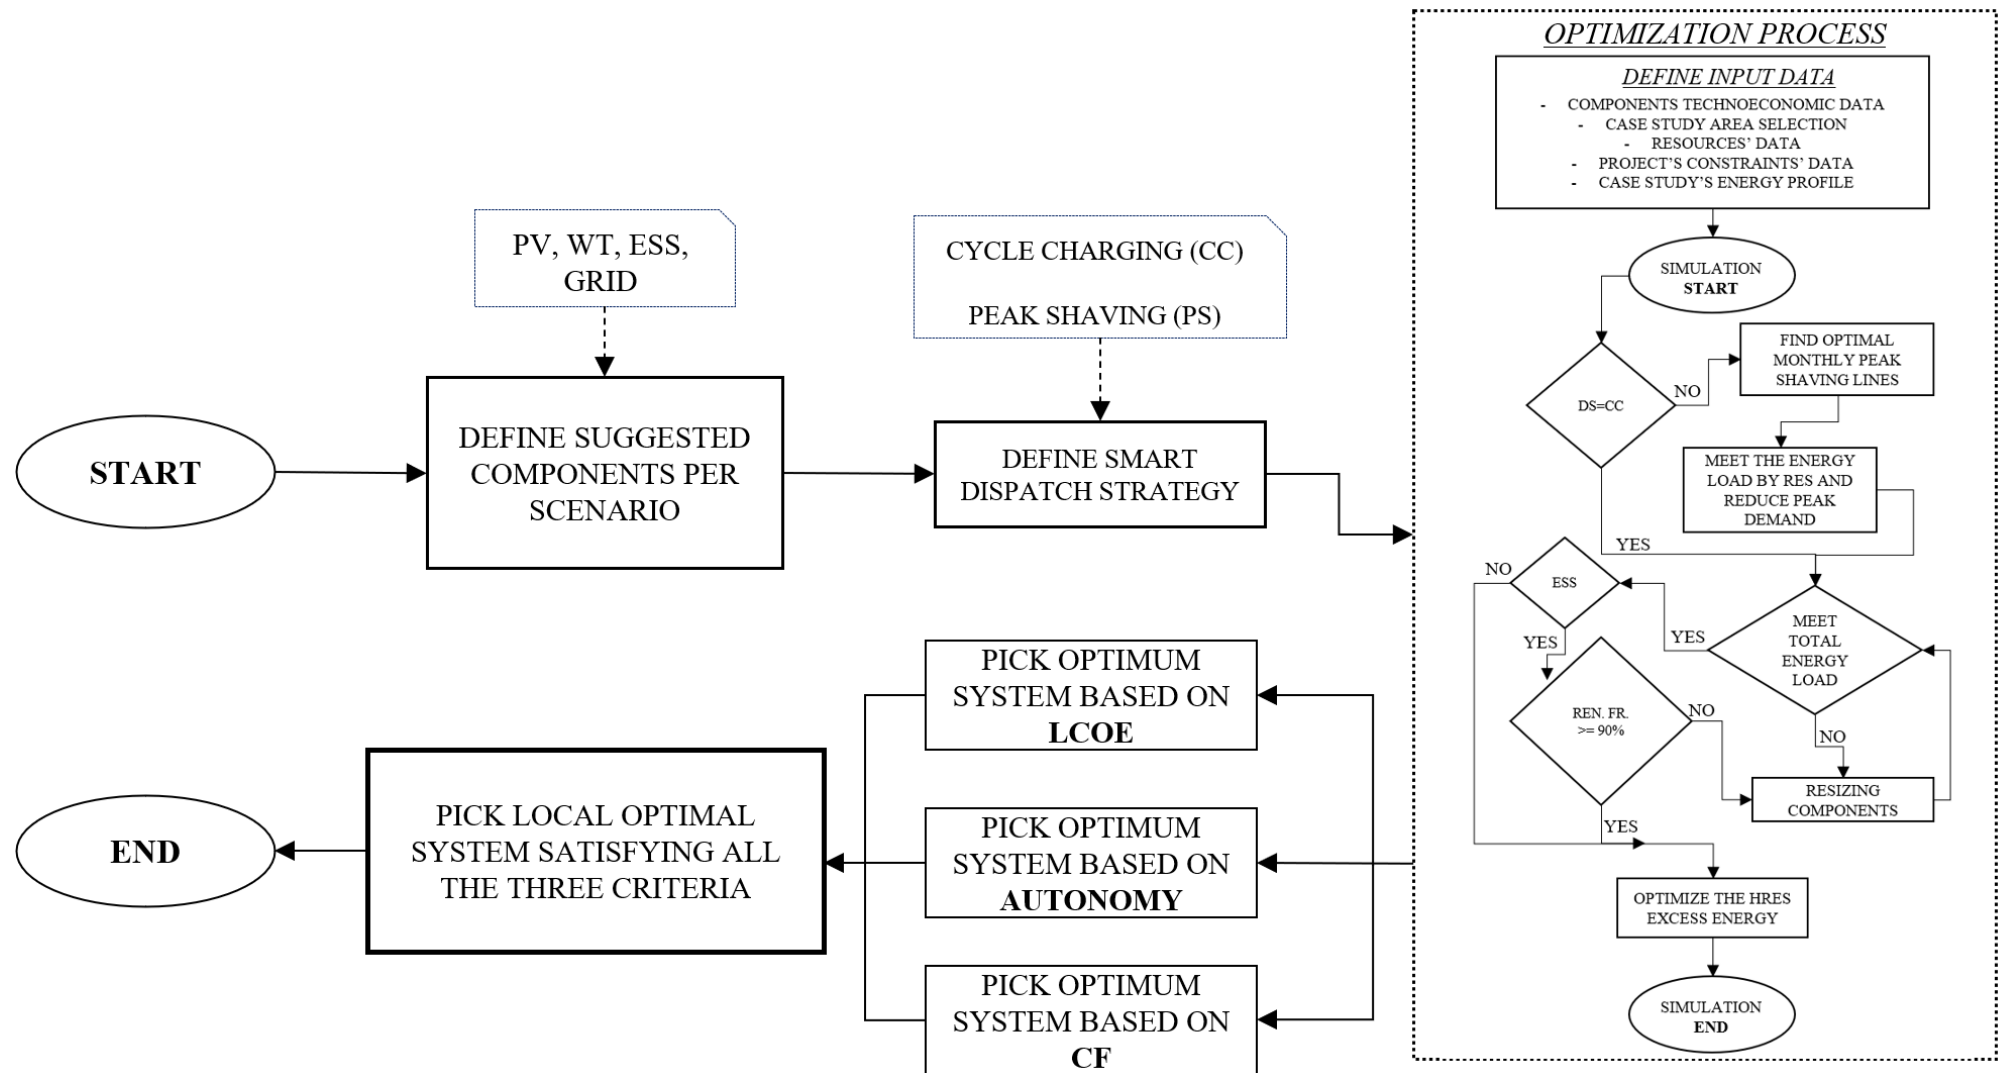 START
PV, WT, ESS,
GRID
DEFINE SUGGESTED
COMPONENTS PER
SCENARIO
CYCLE CHARGING (CC)
PEAK SHAVING (PS)
DEFINE SMART
DISPATCH STRATEGY
OPTIMIZATION PROCESS
DEFINE INPUT DATA
- COMPONENTS TECHNOECONOMIC DATA
- CASE STUDY AREA SELECTION
- RESOURCES’ DATA
- PROJECT’S CONSTRAINTS’ DATA
- CASE STUDY’S ENERGY PROFILE
SIMULATION
START
DS=CC
NO
FIND OPTIMAL
MONTHLY PEAK
SHAVING LINES
MEET THE ENERGY
LOAD BY RES AND
REDUCE PEAK
DEMAND
YES
MEET
TOTAL
ENERGY
LOAD
YES
NO
ESS
NO
YES
REN. FR.
>= 90%
NO
YES
RESIZING
COMPONENTS
OPTIMIZE THE HRES
EXCESS ENERGY
SIMULATION
END
PICK OPTIMUM
SYSTEM BASED ON
LCOE
PICK OPTIMUM
SYSTEM BASED ON
AUTONOMY
PICK OPTIMUM
SYSTEM BASED ON
CF
PICK LOCAL OPTIMAL
SYSTEM SATISFYING ALL
THE THREE CRITERIA
END